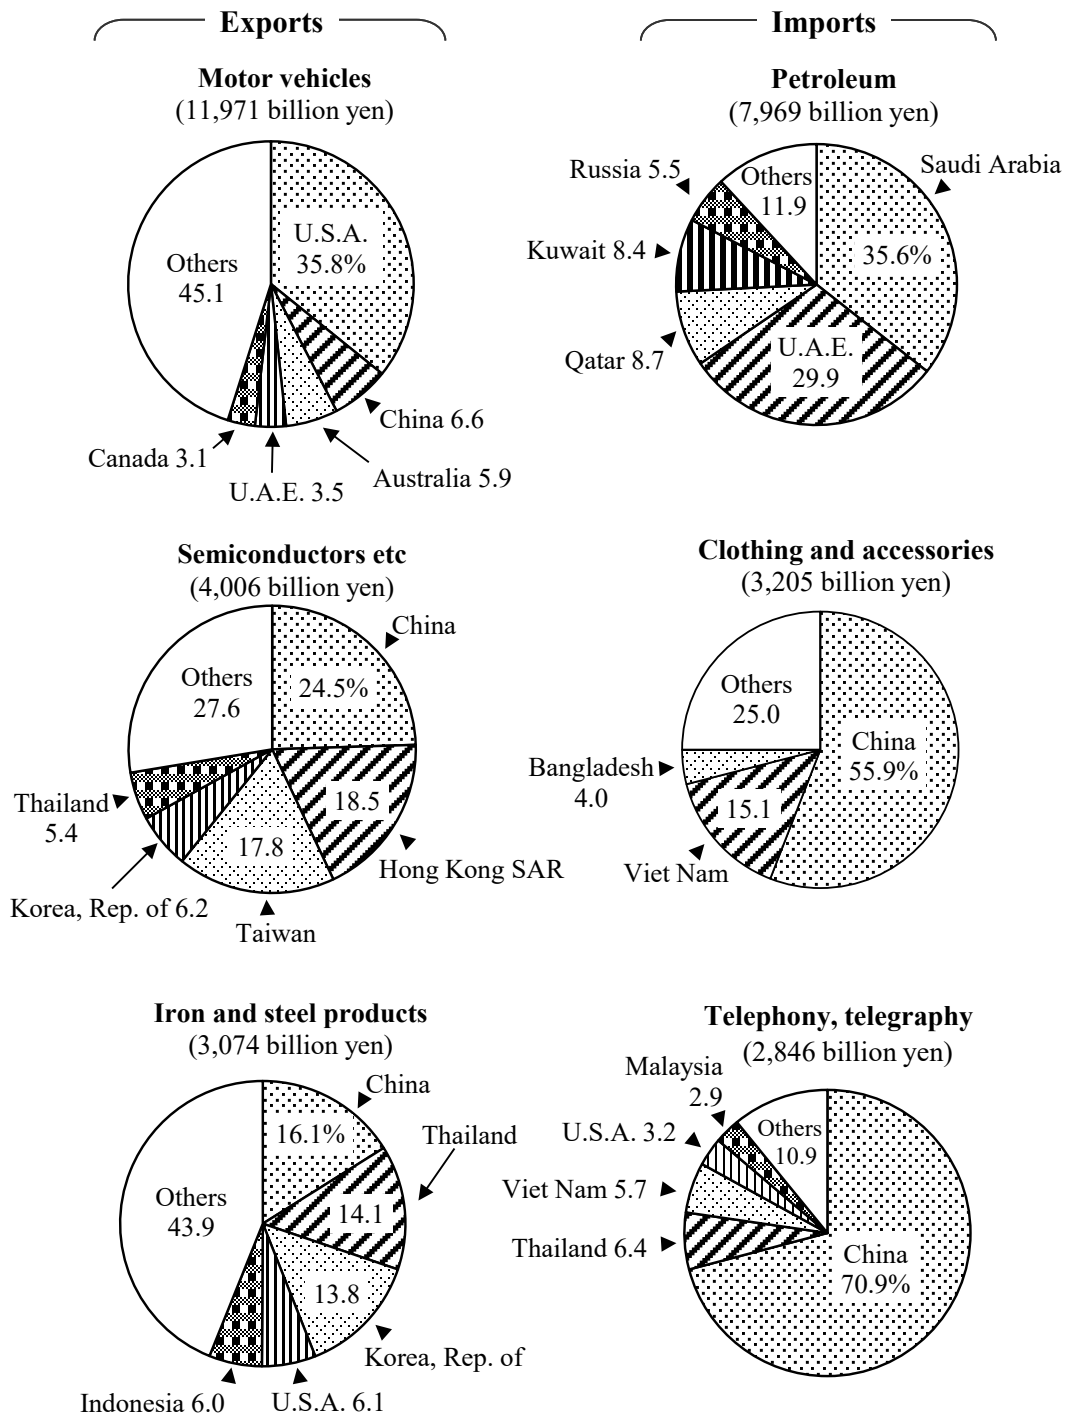 Exports
Motor vehicles
(11,971 billion yen)
U.S.A.
35.8%
Others
45.1
China 6.6
Canada 3.1
Australia 5.9
U.A.E. 3.5
Semiconductors etc
(4,006 billion yen)
China
Others
27.6
24.5%
Thailand
5.4
18.5
17.8
Hong Kong SAR
Korea, Rep. of 6.2
Taiwan
Iron and steel products
(3,074 billion yen)
China
16.1%
Thailand
Others
43.9
14.1
13.8
Korea, Rep. of
Indonesia 6.0
U.S.A. 6.1
Imports
Petroleum
(7,969 billion yen)
Russia 5.5
Others
11.9
Saudi Arabia
35.6%
Kuwait 8.4
Qatar 8.7
U.A.E.
29.9
Clothing and accessories
(3,205 billion yen)
Others
25.0
China
55.9%
Bangladesh
4.0
15.1
Viet Nam
Telephony, telegraphy
(2,846 billion yen)
Malaysia
2.9
U.S.A. 3.2
Others
10.9
Viet Nam 5.7
Thailand 6.4
China
70.9%